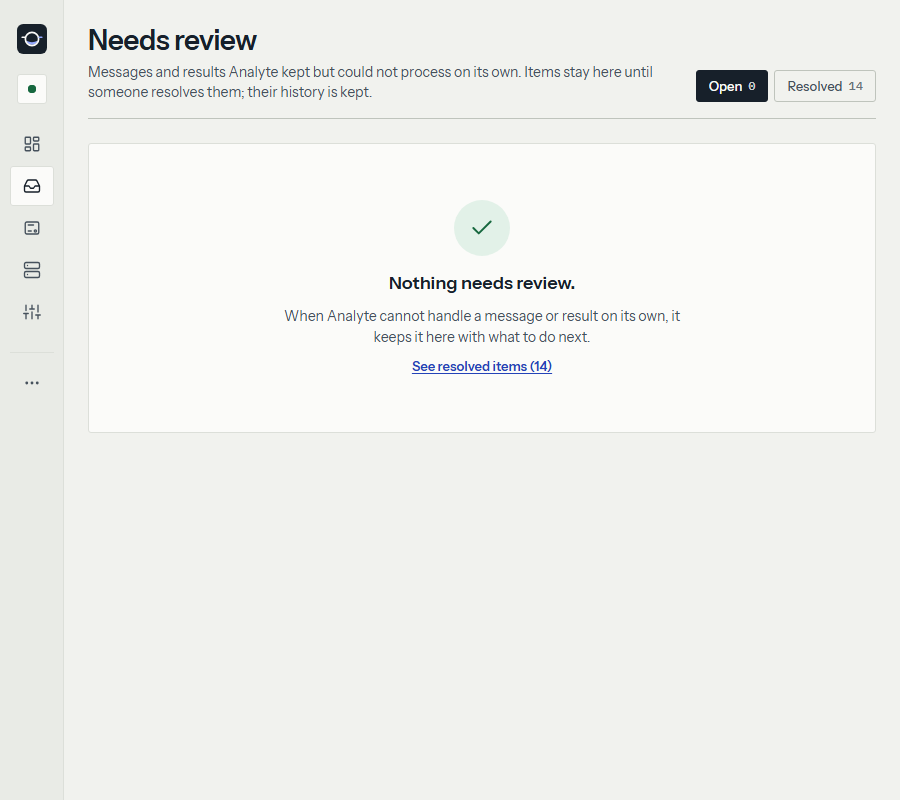 Needs review
Messages and results Analyte kept but could not process on its own. Items stay here until
someone resolves them; their history is kept.
Open 0
Resolved 14
Nothing needs review.
When Analyte cannot handle a message or result on its own, it
keeps it here with what to do next.
See resolved items (14)